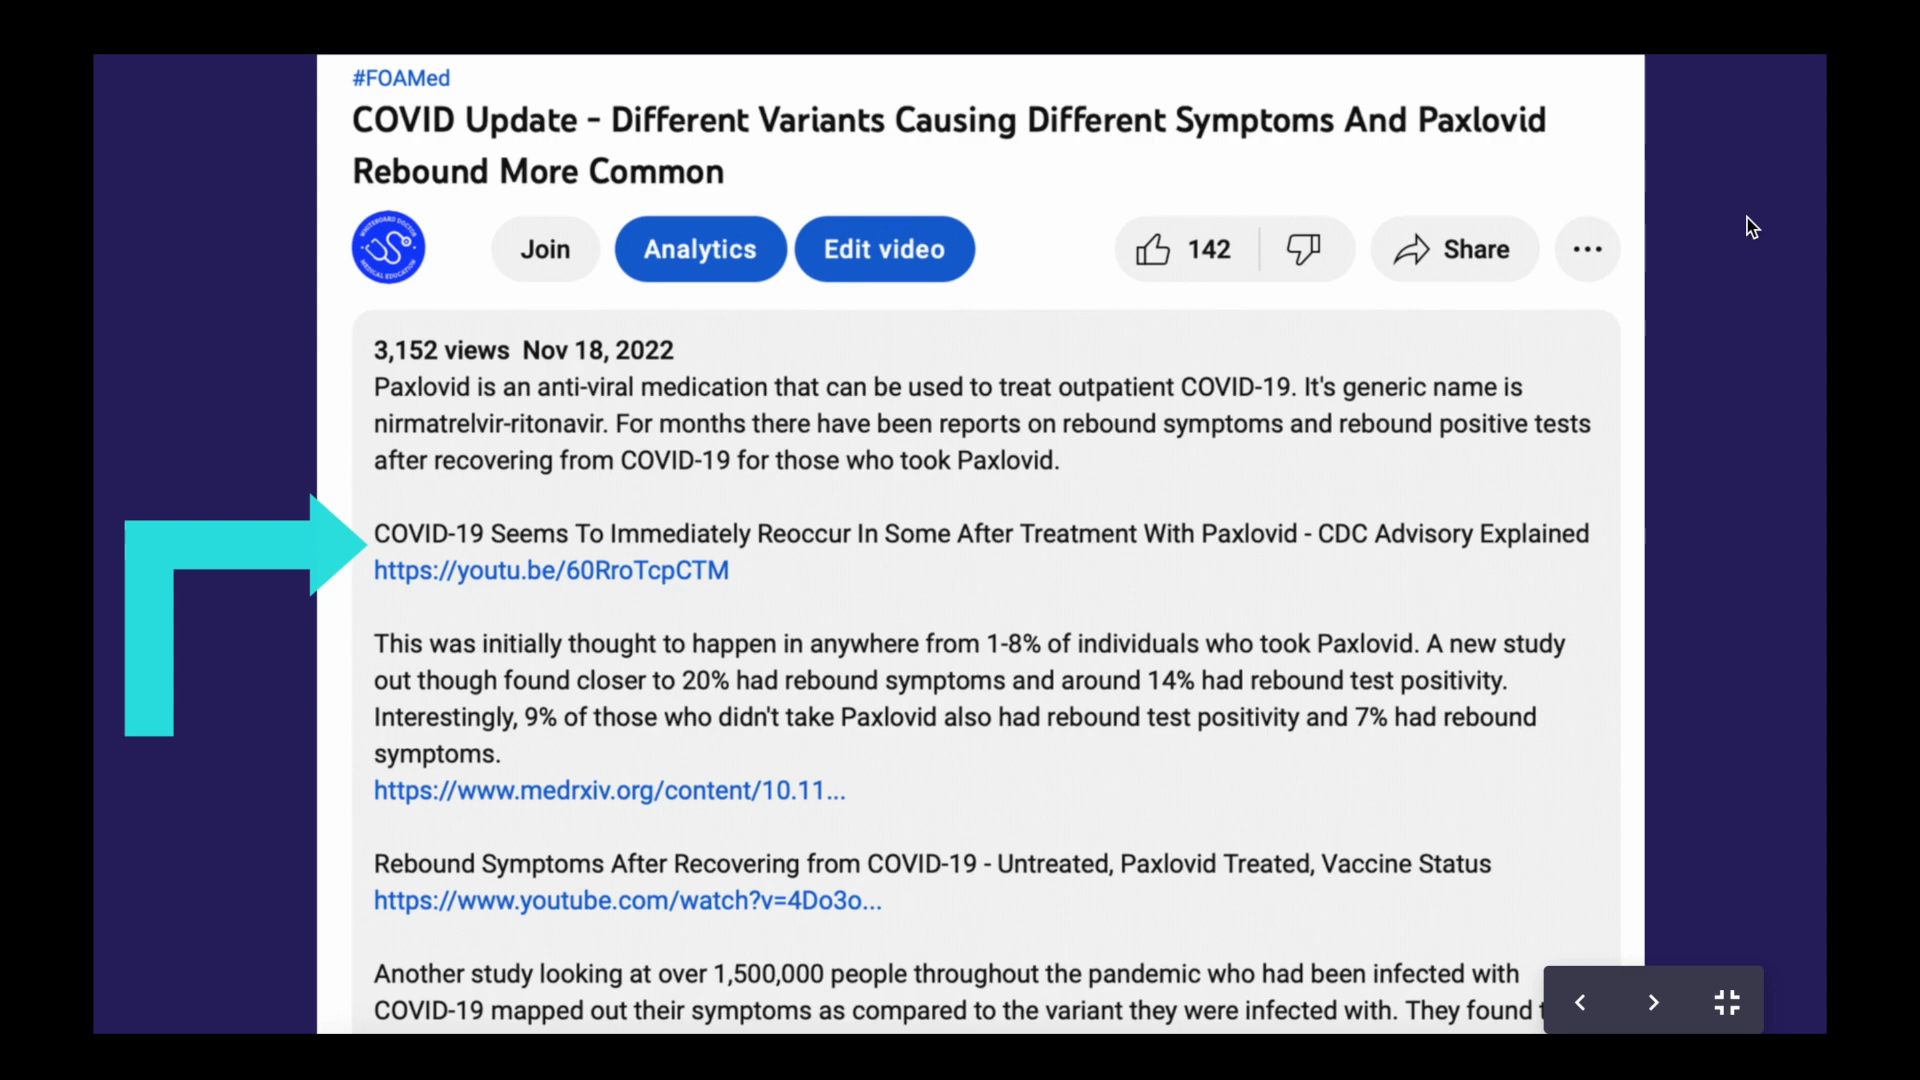 #FOAMed
COVID Update - Different Variants Causing Different Symptoms And Paxlovid
Rebound More Common
WHITEBOARD DOCTOR
MEDICAL EDUCATION
Join
Analytics
Edit video
142
Share
3,152 views Nov 18, 2022
Paxlovid is an anti-viral medication that can be used to treat outpatient COVID-19. It's generic name is
nirmatrelvir-ritonavir. For months there have been reports on rebound symptoms and rebound positive tests
after recovering from COVID-19 for those who took Paxlovid.
COVID-19 Seems To Immediately Reoccur In Some After Treatment With Paxlovid - CDC Advisory Explained
https://youtu.be/60RroTcpCTM
This was initially thought to happen in anywhere from 1-8% of individuals who took Paxlovid. A new study
out though found closer to 20% had rebound symptoms and around 14% had rebound test positivity.
Interestingly, 9% of those who didn't take Paxlovid also had rebound test positivity and 7% had rebound
symptoms.
https://www.medrxiv.org/content/10.11...
Rebound Symptoms After Recovering from COVID-19 - Untreated, Paxlovid Treated, Vaccine Status
https://www.youtube.com/watch?v=4Do3o...
Another study looking at over 1,500,000 people throughout the pandemic who had been infected with
COVID-19 mapped out their symptoms as compared to the variant they were infected with. They found